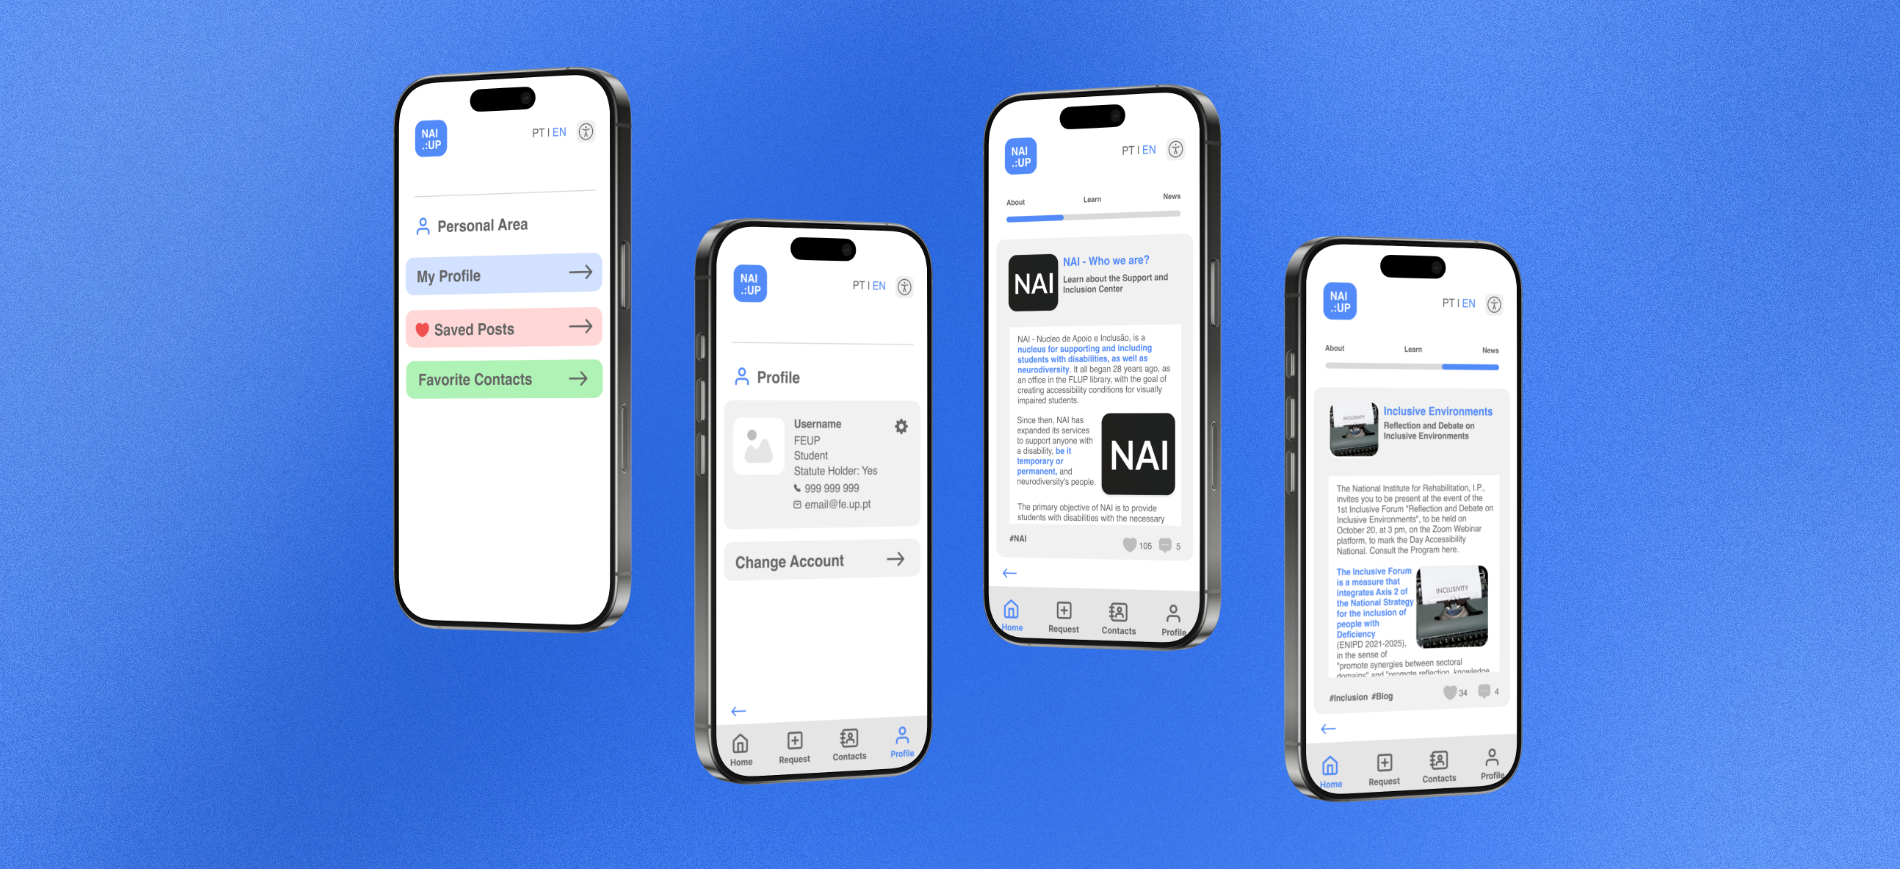 NAI
.:UP
PT | EN
Personal Area
My Profile
Saved Posts
Favorite Contacts
NAI
.:UP
PT | EN
Profile
Username
FEUP
Student
Statute Holder: Yes
999 999 999
email@fe.up.pt
Change Account
Home
Request
Contacts
Profile
NAI
.:UP
PT | EN
About
Learn
News
NAI
NAI - Who we are?
Learn about the Support and
Inclusion Center
NAI - Nucleo de Apoio e Inclusão, is a
nucleus for supporting and including
students with disabilities, as well as
neurodiversity. It all began 28 years ago, as
an office in the FLUP library, with the goal of
creating accessibility conditions for visually
impaired students.
Since then, NAI has
expanded its services
to support anyone with
a disability, be it
temporary or
permanent, and
neurodiversity's people.
NAI
The primary objective of NAI is to provide
students with disabilities with the necessary
#NAI
105
5
Home
Request
Contacts
Profile
NAI
.:UP
PT | EN
About
Learn
News
INCLUSIVITY
Inclusive Environments
Reflection and Debate on
Inclusive Environments
The National Institute for Rehabilitation, I.P.,
invites you to be present at the event of the
1st Inclusive Forum "Reflection and Debate on
Inclusive Environments", to be held on
October 20, at 3 pm, on the Zoom Webinar
platform, to mark the Day Accessibility
National. Consult the Program here.
The Inclusive Forum
is a measure that
integrates Axis 2 of
the National Strategy
for the inclusion of
people with
Deficiency
(ENIPD 2021-2025),
in the sense of
"promote synergies between sectoral
domains" and "promote reflection, knowledge
INCLUSIVITY
#Inclusion #Blog
34
4
Home
Request
Contacts
Profile